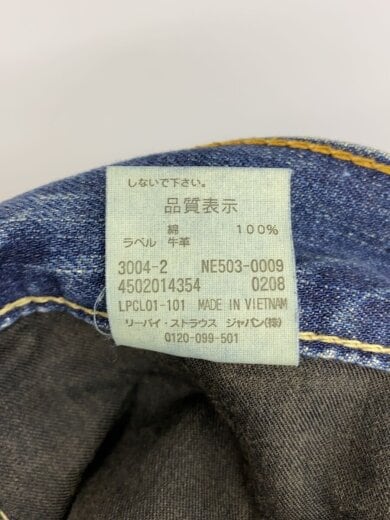 しないで下さい。
品質表示
綿 100%
ラベル 牛革
3004-2 NE503-0009
4502014354 0208
LPCL01-101 MADE IN VIETNAM
リーバイ・ストラウス ジャパン(株)
0120-099-501